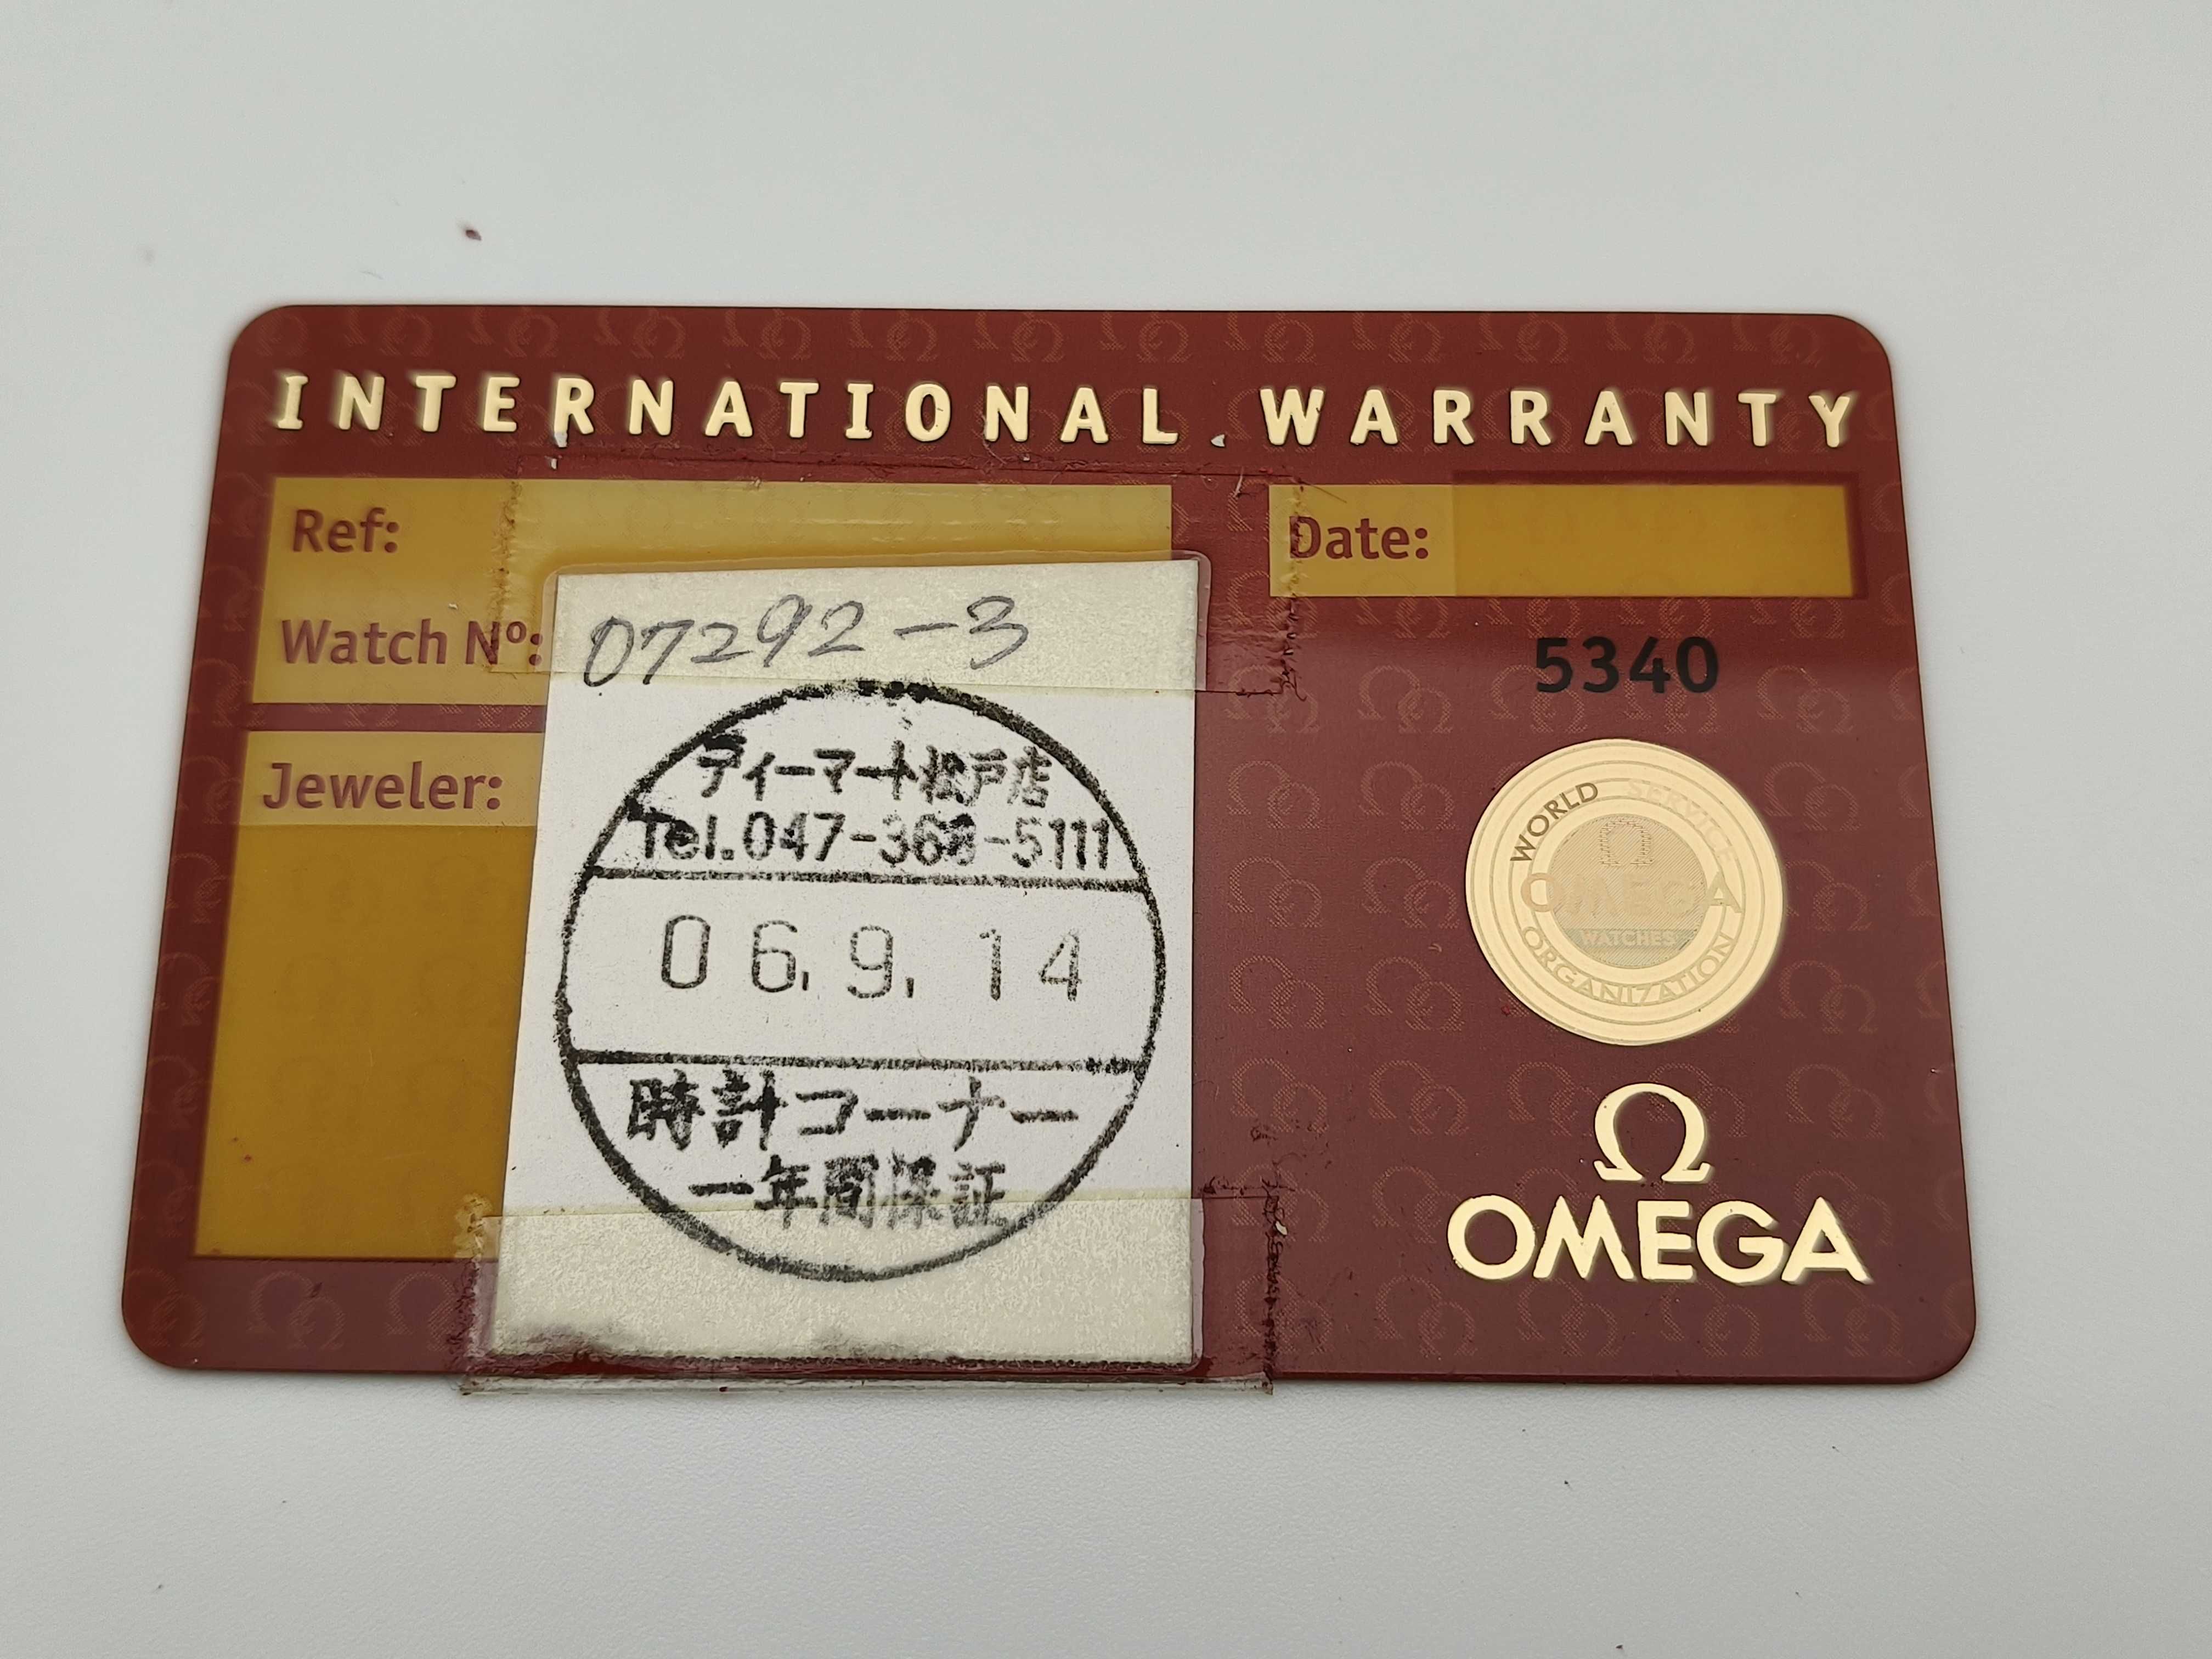 INTERNATIONAL WARRANTY
Ref:
Date:
Watch Nº:
07292-3
5340
Jeweler:
ディーマート松戸店
Tel.047-368-5111
06.9.14
時計コーナー
一年間保証
WORLD SERVICE
Ω
OMEGA
WATCHES
ORGANIZATION
Ω
OMEGA